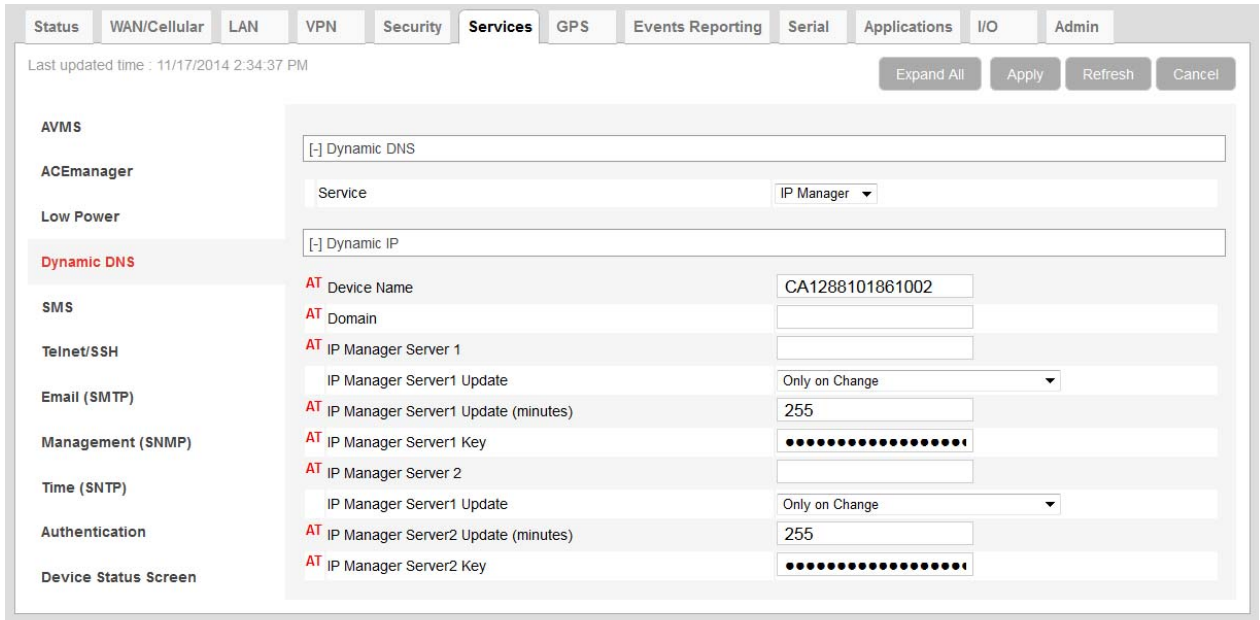 Status WAN/Cellular LAN VPN Security Services GPS Events Reporting Serial Applications I/O Admin
Last updated time : 11/17/2014 2:34:37 PM
Expand All Apply Refresh Cancel
AVMS
ACEmanager
Low Power
Dynamic DNS
SMS
Telnet/SSH
Email (SMTP)
Management (SNMP)
Time (SNTP)
Authentication
Device Status Screen
[-] Dynamic DNS
Service IP Manager
[-] Dynamic IP
AT Device Name CA1288101861002
AT Domain
AT IP Manager Server 1
IP Manager Server1 Update Only on Change
AT IP Manager Server1 Update (minutes) 255
AT IP Manager Server1 Key ●●●●●●●●●●●●●●●●●●
AT IP Manager Server 2
IP Manager Server1 Update Only on Change
AT IP Manager Server2 Update (minutes) 255
AT IP Manager Server2 Key ●●●●●●●●●●●●●●●●●●